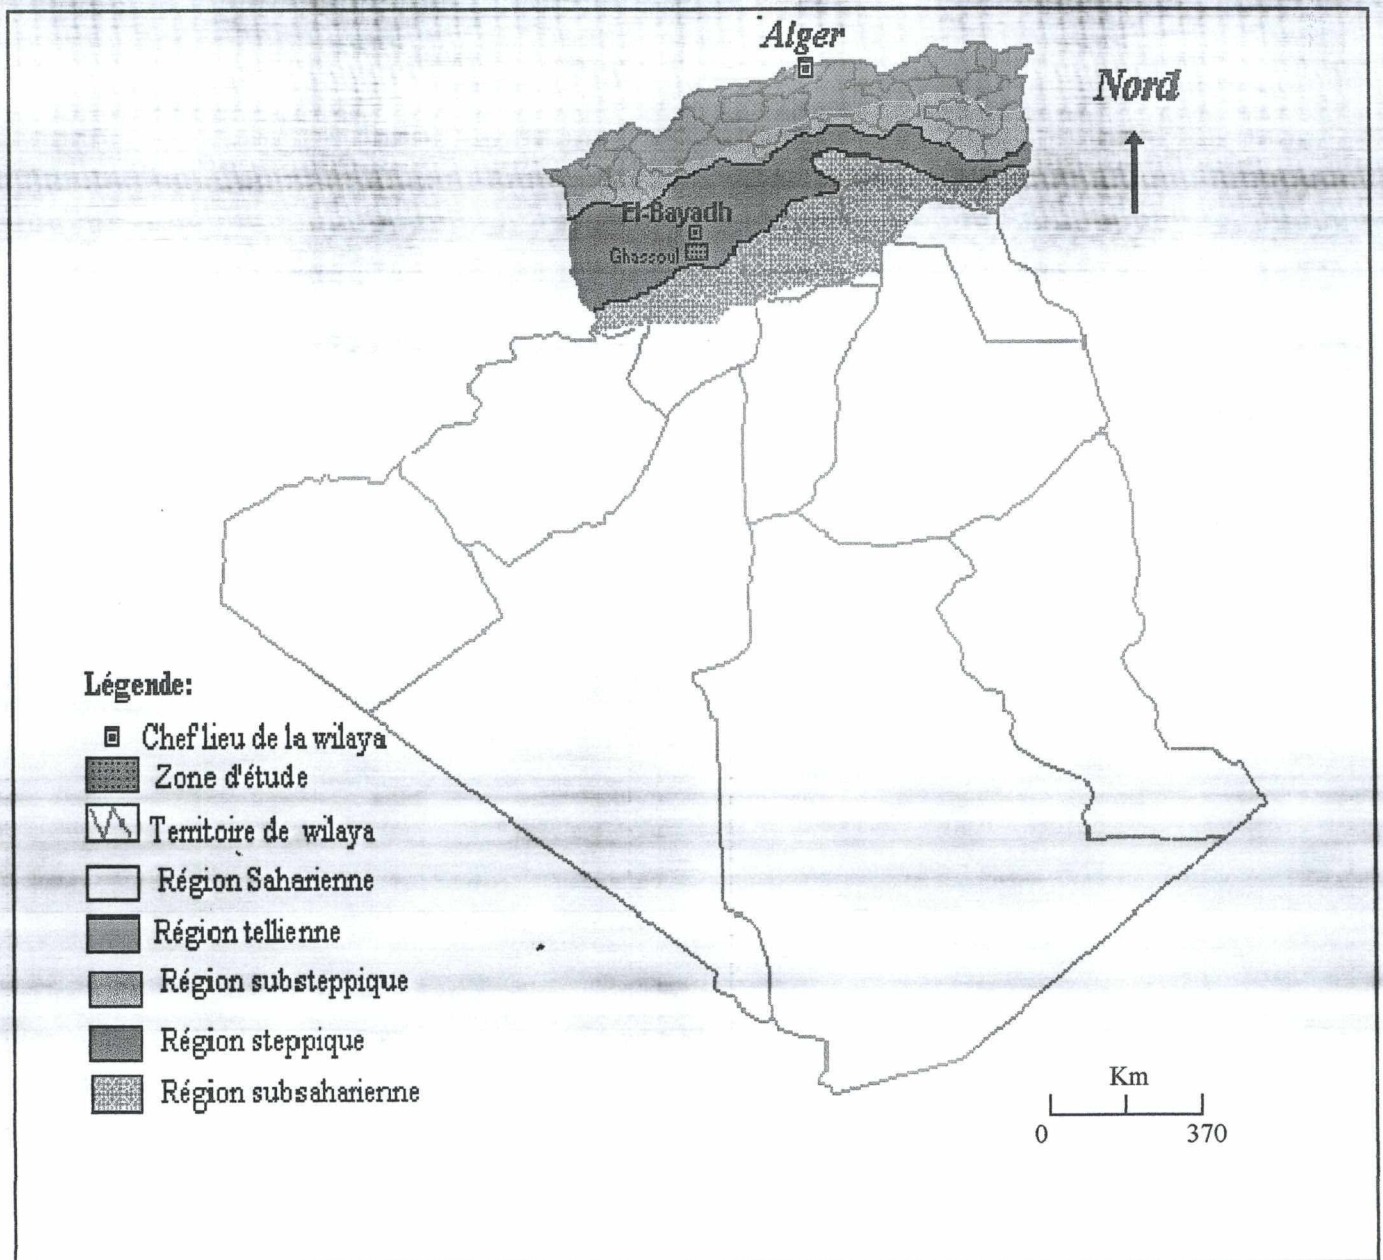 Alger
Nord
El-Bayadh
Ghassoul
Légende:
Chef lieu de la wilaya
Zone d'étude
Territoire de wilaya
Région Saharienne
Région tellienne
Région substeppique
Région steppique
Région subsaharienne
Km
0 370